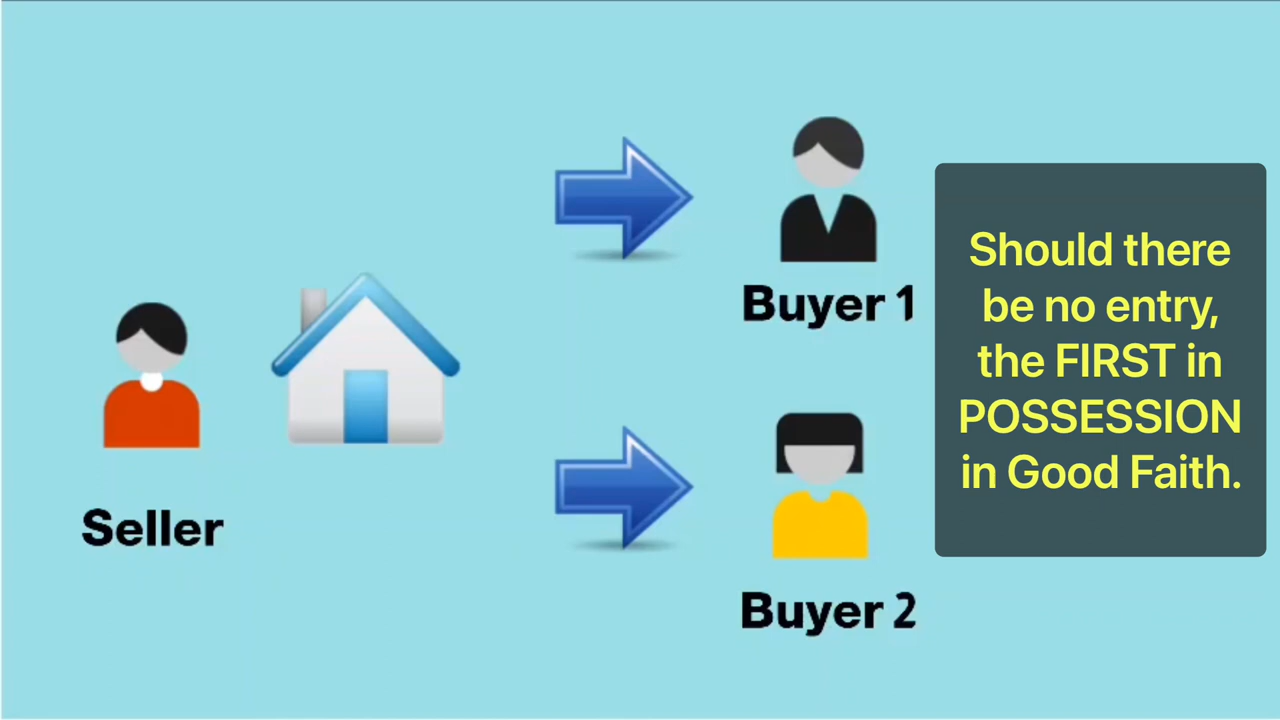 Buyer 1
Should there
be no entry,
the FIRST in
POSSESSION
in Good Faith.
Seller
Buyer 2